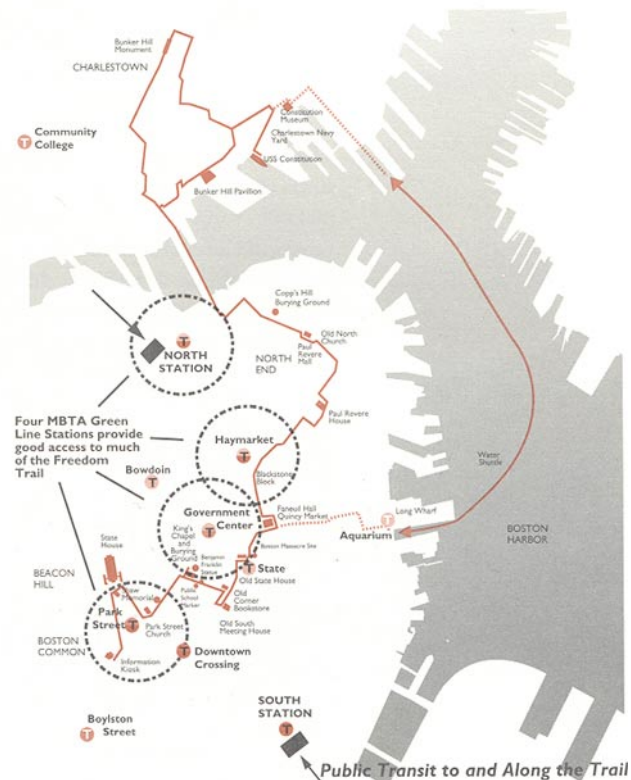 Bunker Hill
Monument
CHARLESTOWN
T Community
College
Constitution
Museum
Charlestown Navy
Yard
USS Constitution
Bunker Hill Pavillion
Copp's Hill
Burying Ground
T
NORTH
STATION
Old North
Church
Paul
Revere
Mall
NORTH
END
Paul Revere
House
Four MBTA Green
Line Stations provide
good access to much
of the Freedom
Trail
Haymarket
T
Bowdoin
T
Blackstone
Block
Water
Shuttle
Government
Center
T
Faneuil Hall
Quincy Market
Long Wharf
T
Aquarium
BOSTON
HARBOR
King's
Chapel
and
Burying
Ground
State
House
Boston Massacre Site
Benjamin
Franklin
Statue
T State
Old State House
BEACON
HILL
Public
School
Marker
Old
Corner
Bookstore
Memorial
Park
Street T
Park Street
Church
Old South
Meeting House
BOSTON
COMMON
Information
Kiosk
T Downtown
Crossing
Boylston
Street
T
SOUTH
STATION
T
Public Transit to and Along the Trail